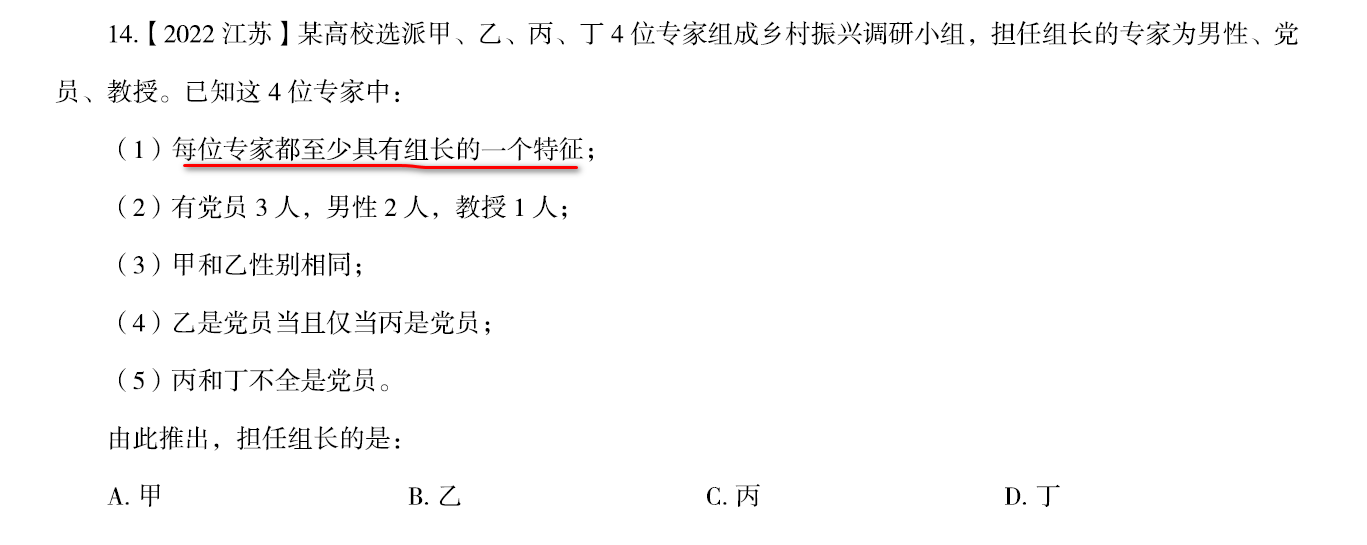 14.【2022 江苏】某高校选派甲、乙、丙、丁 4 位专家组成乡村振兴调研小组，担任组长的专家为男性、党
员、教授。已知这 4 位专家中：
（1）每位专家都至少具有组长的一个特征；
（2）有党员 3 人，男性 2 人，教授 1 人；
（3）甲和乙性别相同；
（4）乙是党员当且仅当丙是党员；
（5）丙和丁不全是党员。
由此推出，担任组长的是：
A. 甲 B. 乙 C. 丙 D. 丁